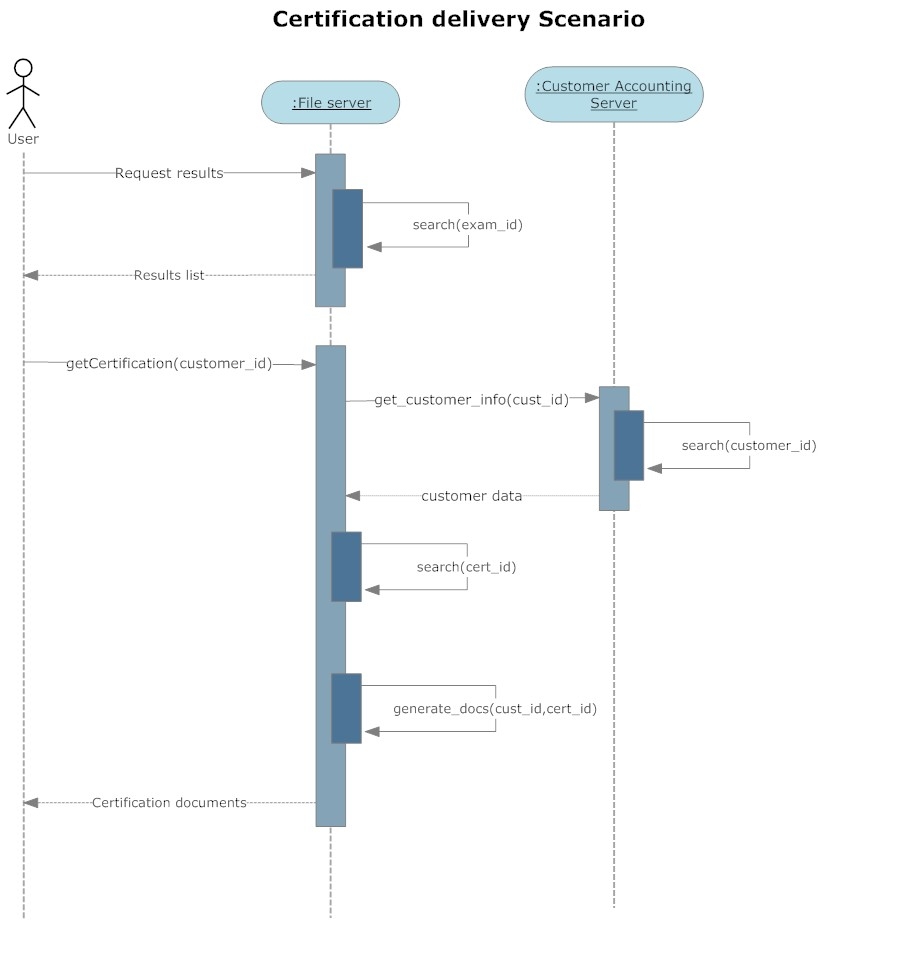 Certification delivery Scenario
:File server
:Customer Accounting
Server
User
Request results
search(exam_id)
Results list
getCertification(customer_id)
get_customer_info(cust_id)
search(customer_id)
customer data
search(cert_id)
generate_docs(cust_id,cert_id)
Certification documents